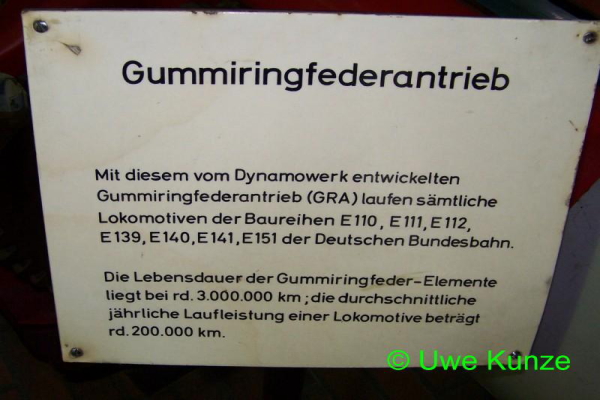 Gummiringfederantrieb
Mit diesem vom Dynamowerk entwickelten
Gummiringfederantrieb (GRA) laufen sämtliche
Lokomotiven der Baureihen E110, E111, E112,
E139, E140, E141, E151 der Deutschen Bundesbahn.
Die Lebensdauer der Gummiringfeder-Elemente
liegt bei rd. 3.000.000 km ; die durchschnittliche
jährliche Laufleistung einer Lokomotive beträgt
rd. 200.000 km.
© Uwe Kunze